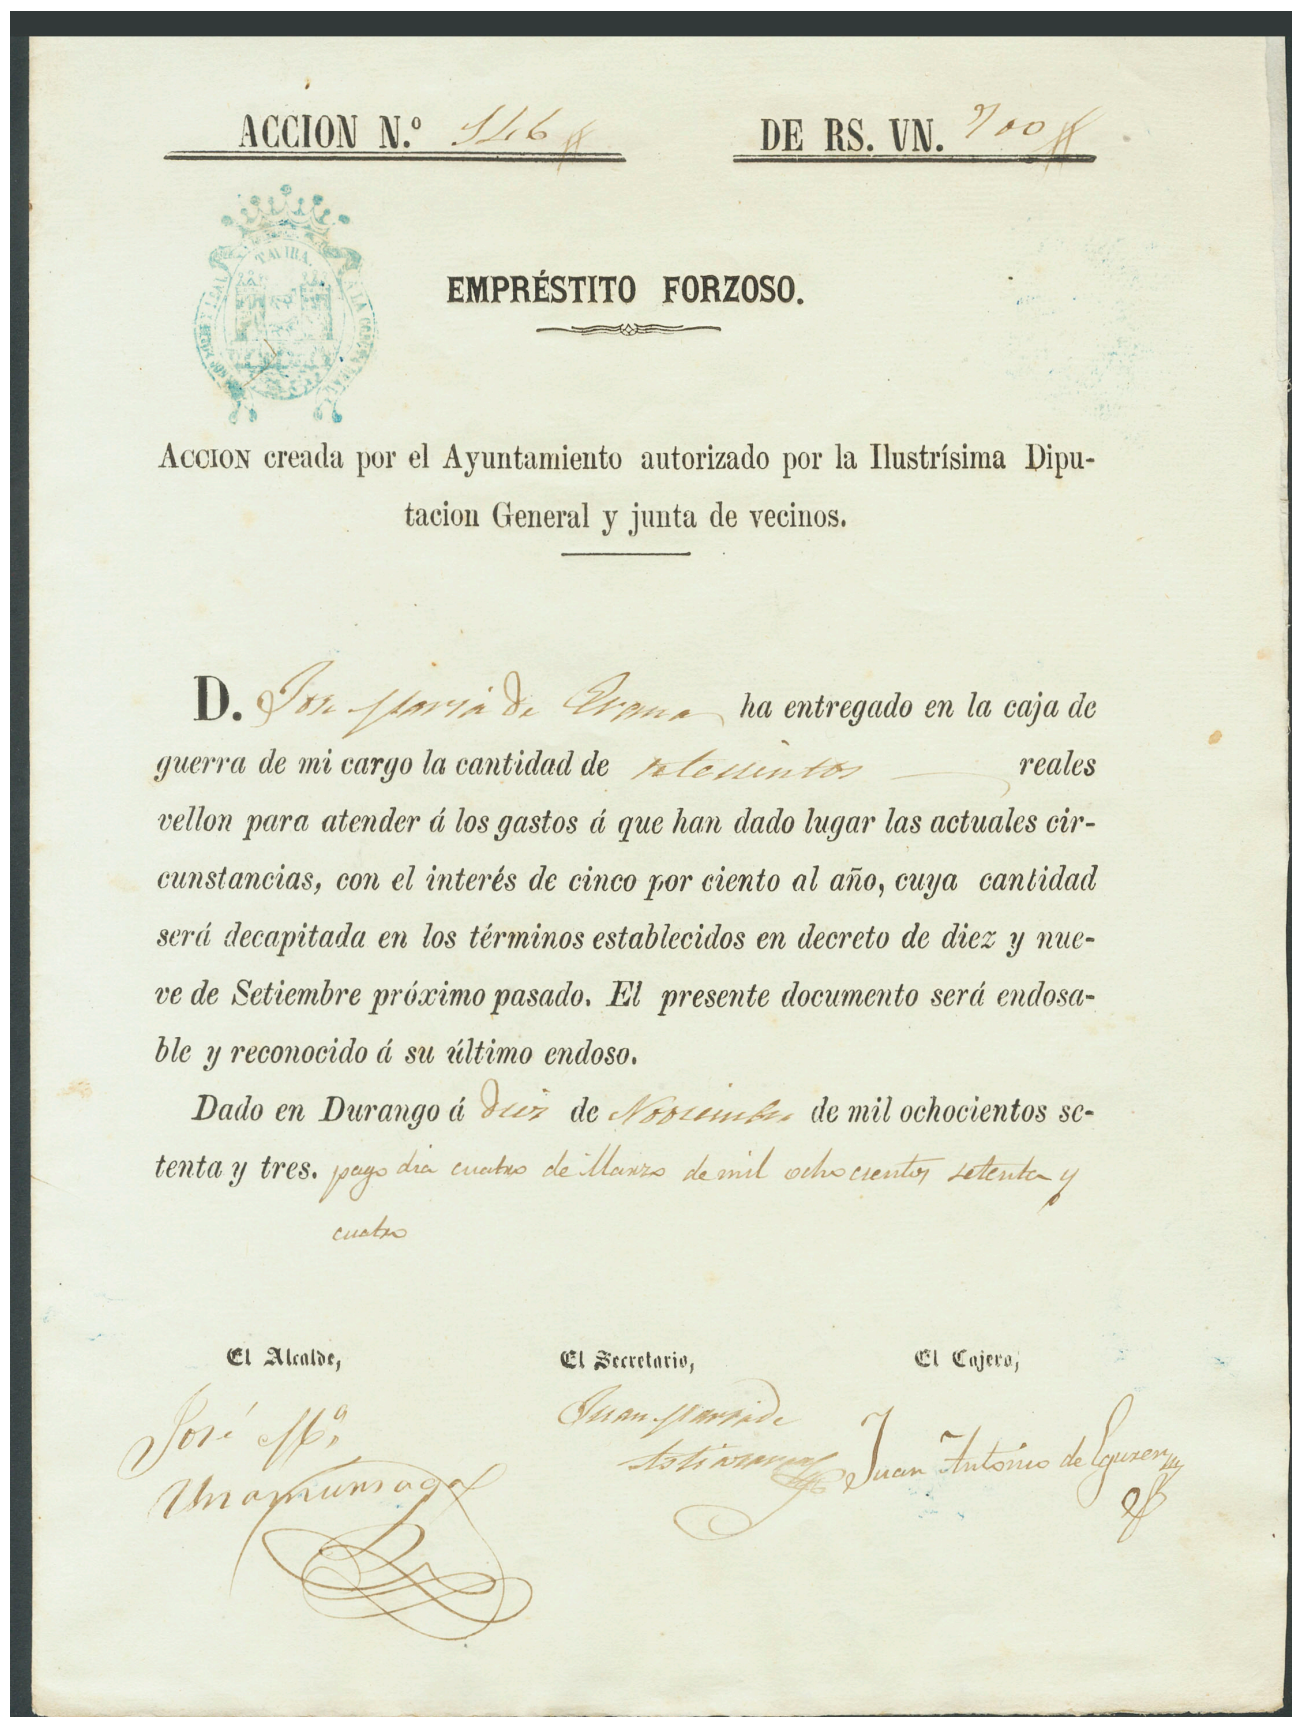 ACCION N.º 146
DE RS. VN. 700
TAVIRA
EMPRÉSTITO FORZOSO.
ACCION creada por el Ayuntamiento autorizado por la Ilustrísima Dipu-
tacion General y junta de vecinos.
D. José María de ha entregado en la caja de
guerra de mi cargo la cantidad de setecientos reales
vellon para atender á los gastos á que han dado lugar las actuales cir-
cunstancias, con el interés de cinco por ciento al año, cuya cantidad
será decapitada en los términos establecidos en decreto de diez y nue-
ve de Setiembre próximo pasado. El presente documento será endosa-
ble y reconocido á su último endoso.
Dado en Durango á diez de Noviembre de mil ochocientos se-
tenta y tres. pago dia cuatro de Marzo de mil ochocientos setenta y
cuatro
El Alcalde,
El Secretario,
El Cajero,
José Mª
Unamunsaga
Juan María de
Juan Antonio de